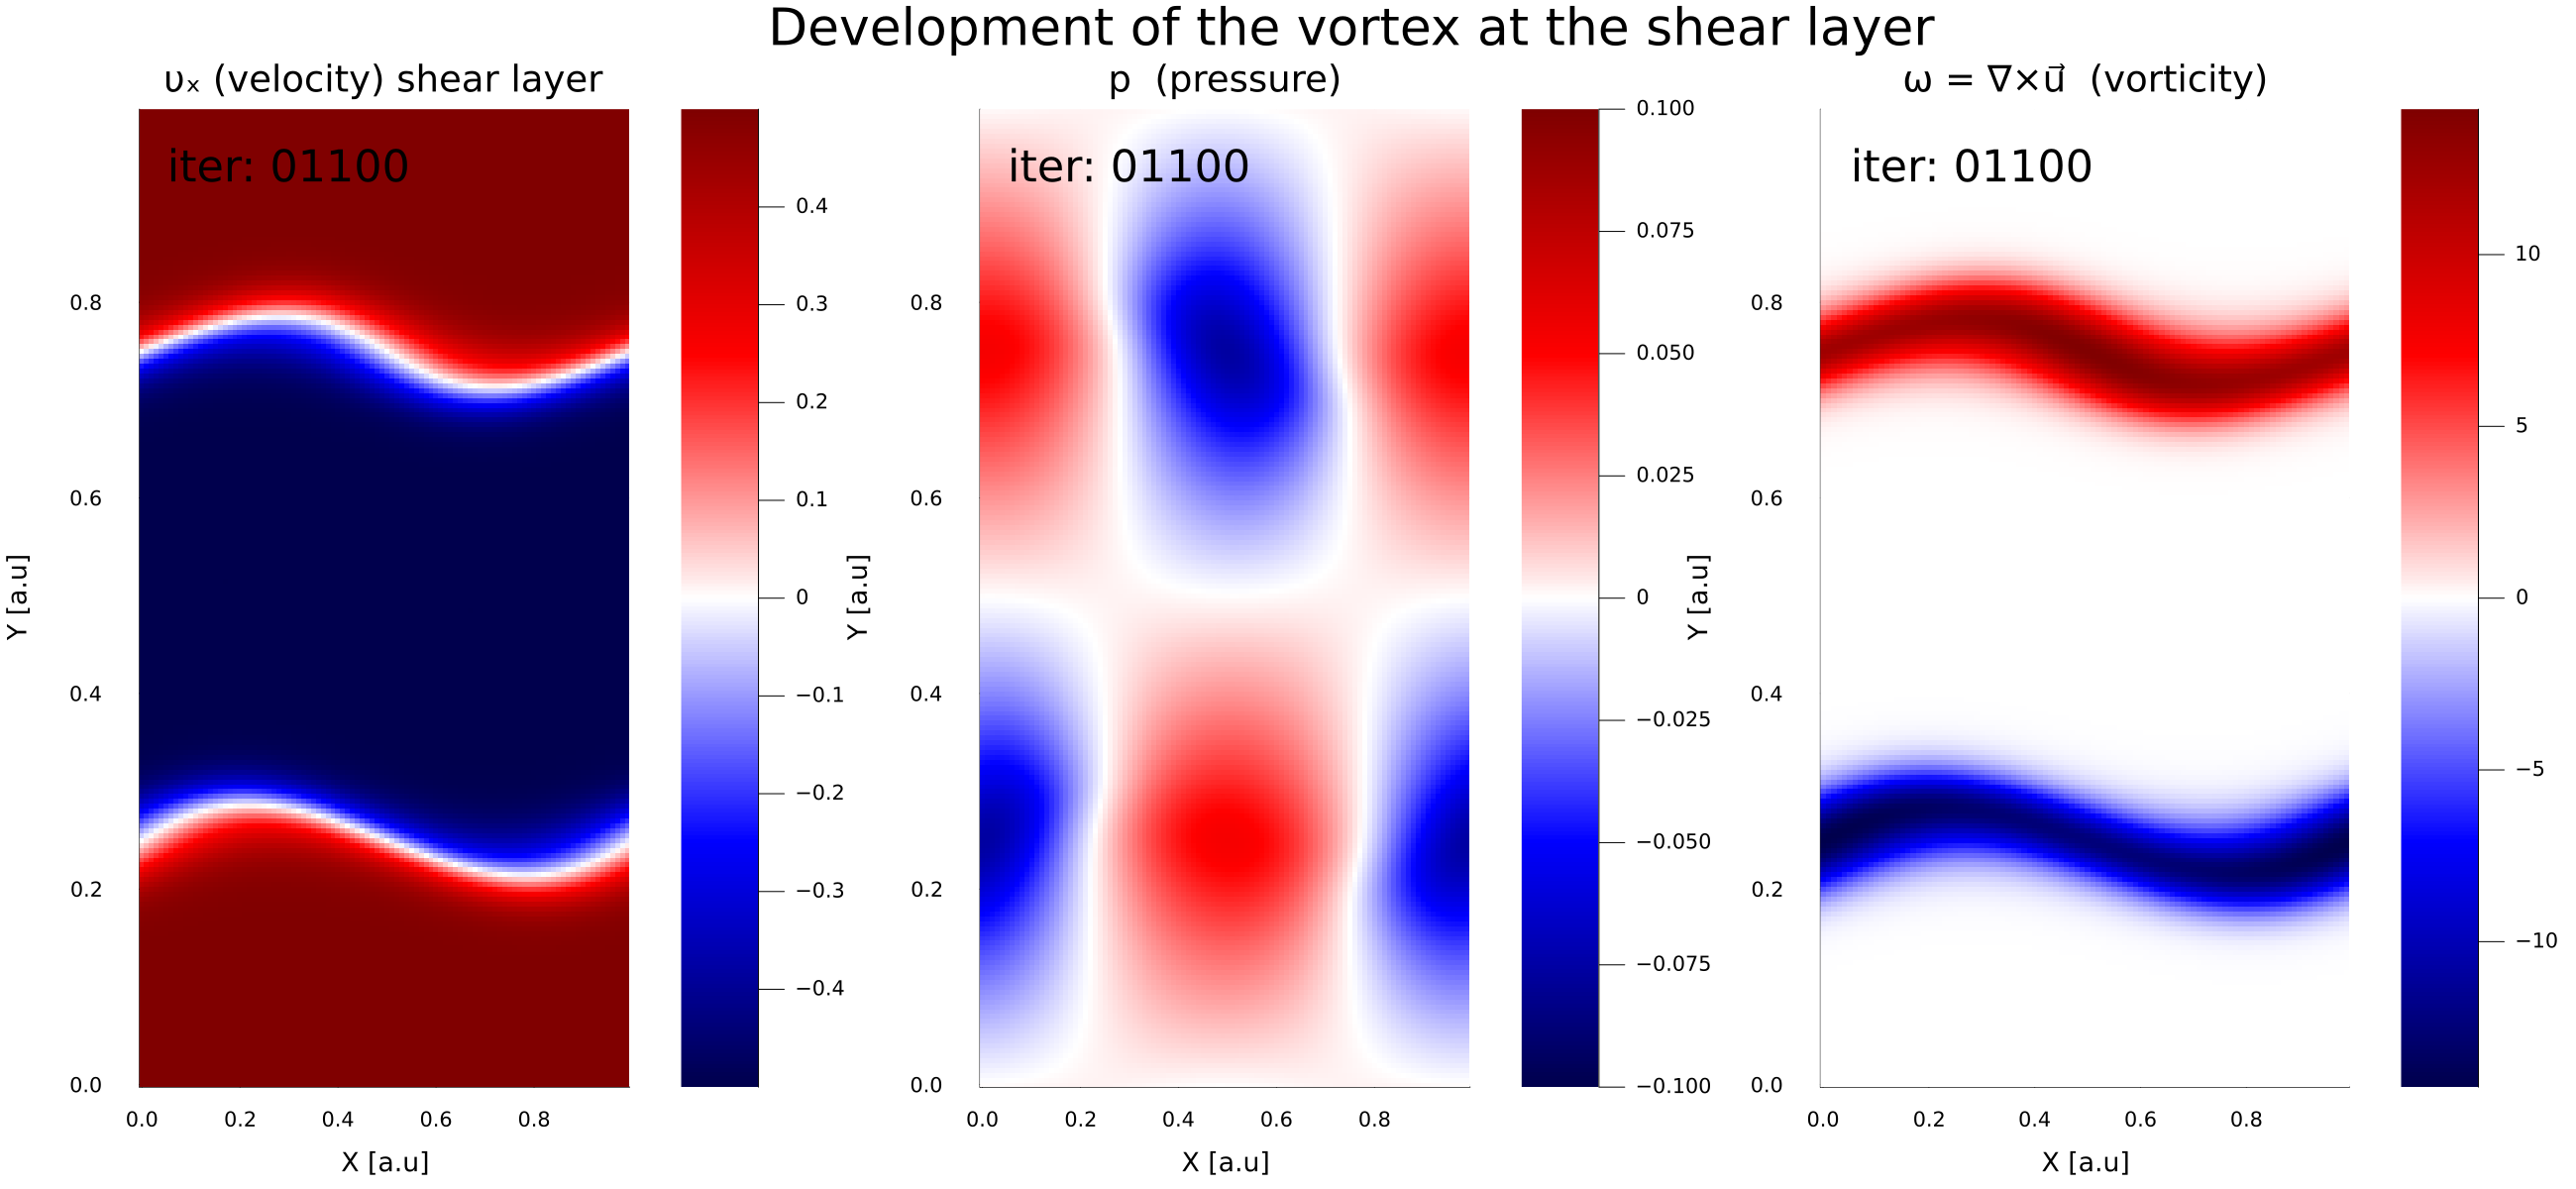 Development of the vortex at the shear layer
υₓ (velocity) shear layer
iter: 01100
Y [a.u]
0.8
0.6
0.4
0.2
0.0
0.0 0.2 0.4 0.6 0.8
X [a.u]
0.4
0.3
0.2
0.1
0
−0.1
−0.2
−0.3
−0.4
p (pressure)
iter: 01100
Y [a.u]
0.8
0.6
0.4
0.2
0.0
0.0 0.2 0.4 0.6 0.8
X [a.u]
0.100
0.075
0.050
0.025
0
−0.025
−0.050
−0.075
−0.100
ω = ∇×u⃗ (vorticity)
iter: 01100
Y [a.u]
0.8
0.6
0.4
0.2
0.0
0.0 0.2 0.4 0.6 0.8
X [a.u]
10
5
0
−5
−10